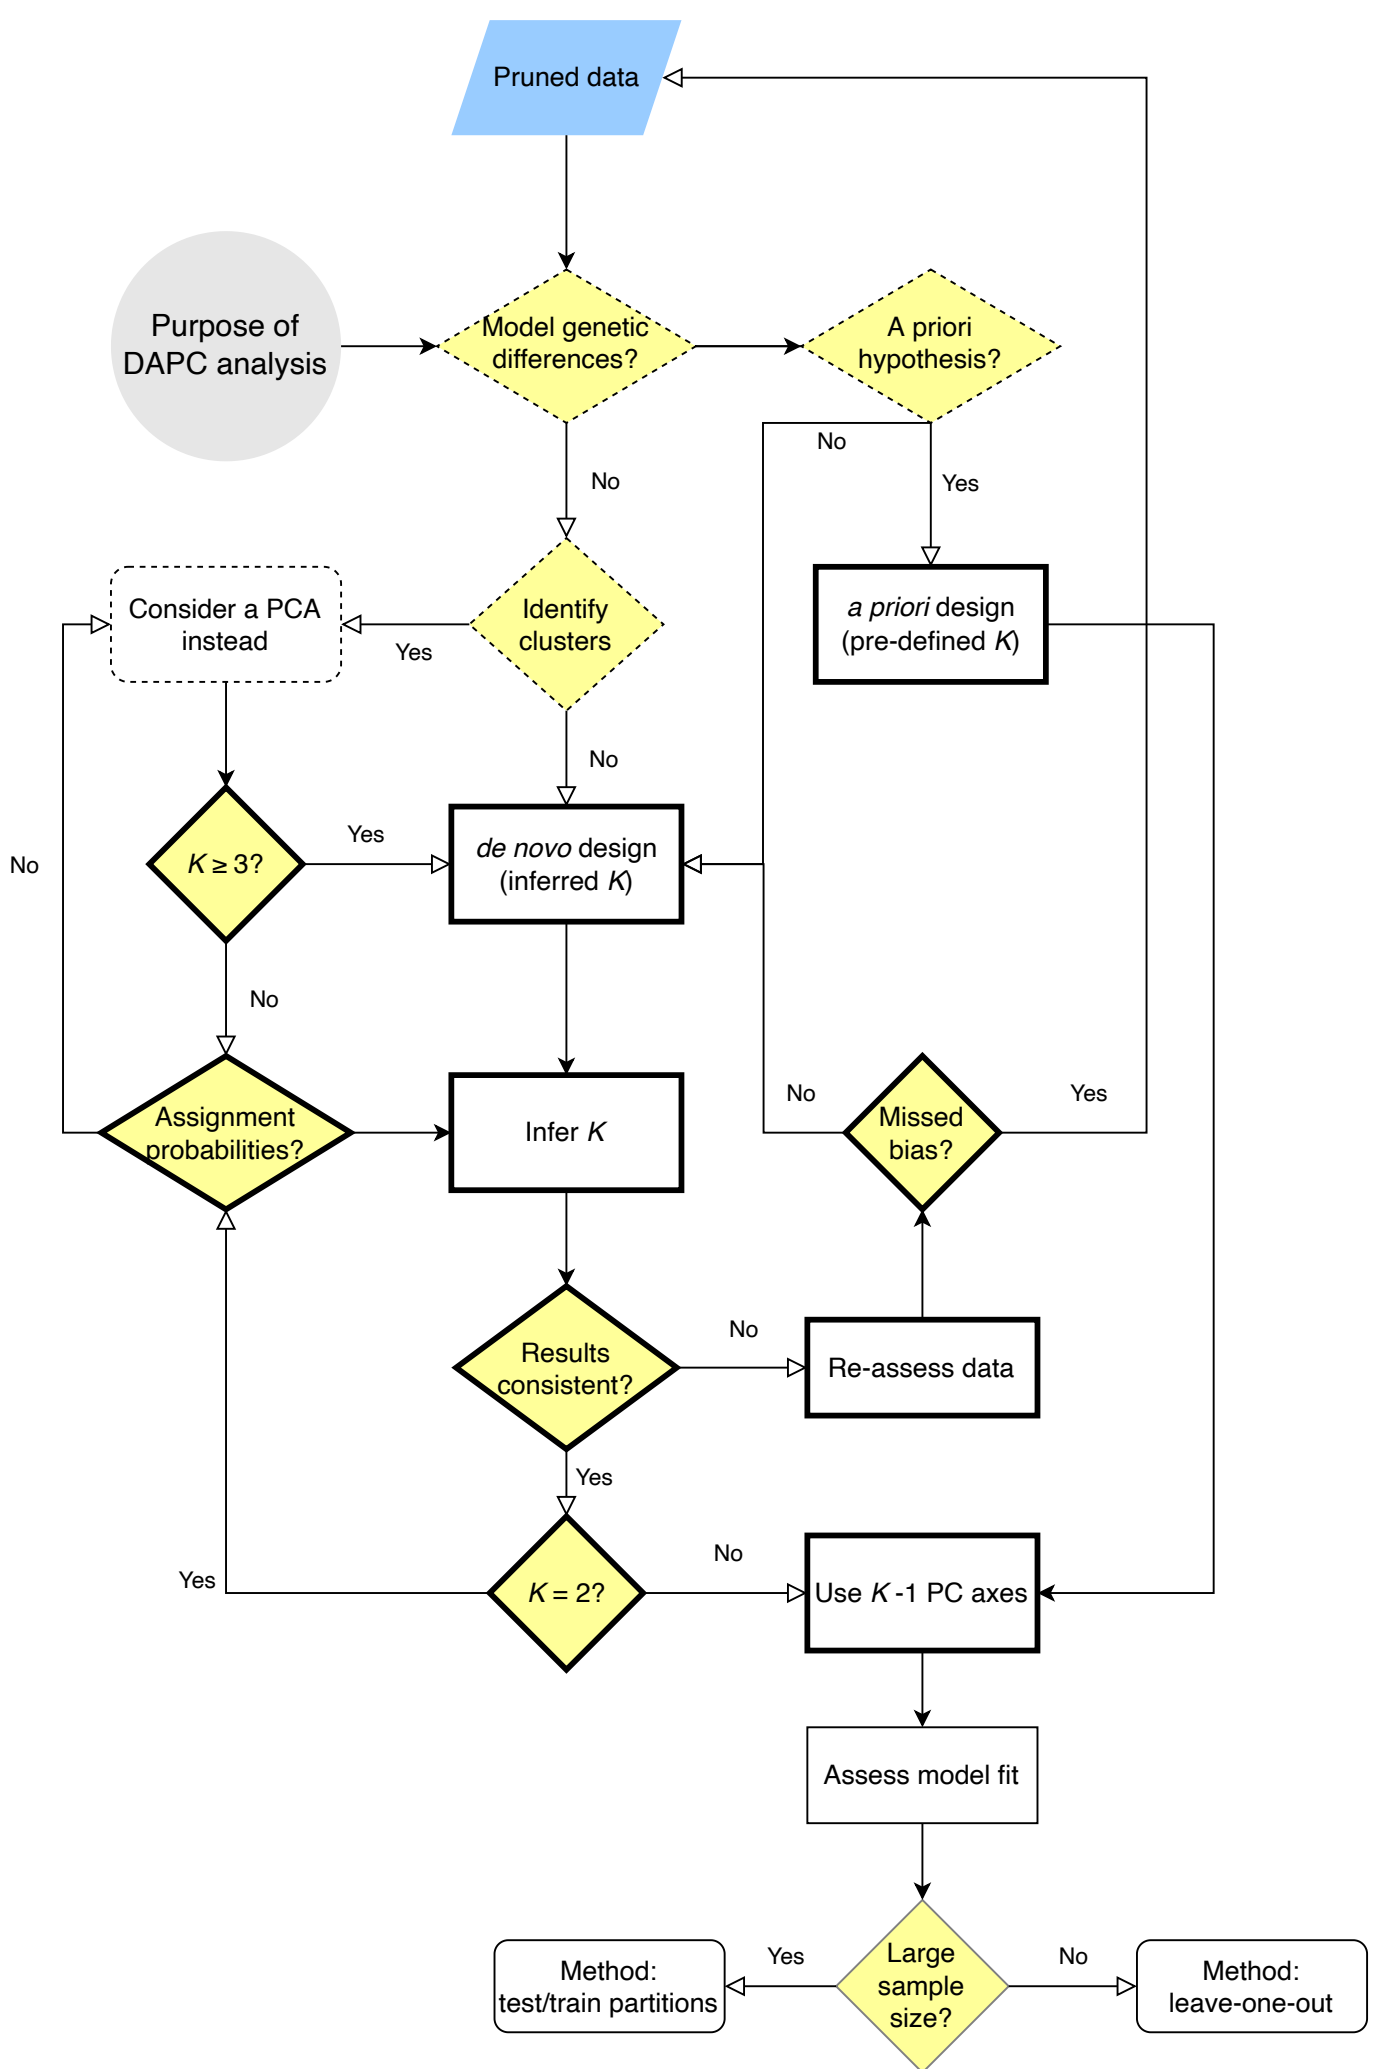 Pruned data
Purpose of
DAPC analysis
Model genetic
differences?
A priori
hypothesis?
No
No
Yes
Consider a PCA
instead
Identify
clusters
a priori design
(pre-defined K)
Yes
No
No
K ≥ 3?
Yes
de novo design
(inferred K)
No
Assignment
probabilities?
Infer K
No
Missed
bias?
Yes
Results
consistent?
No
Re-assess data
Yes
Yes
K = 2?
No
Use K -1 PC axes
Assess model fit
Method:
test/train partitions
Yes
Large
sample
size?
No
Method:
leave-one-out